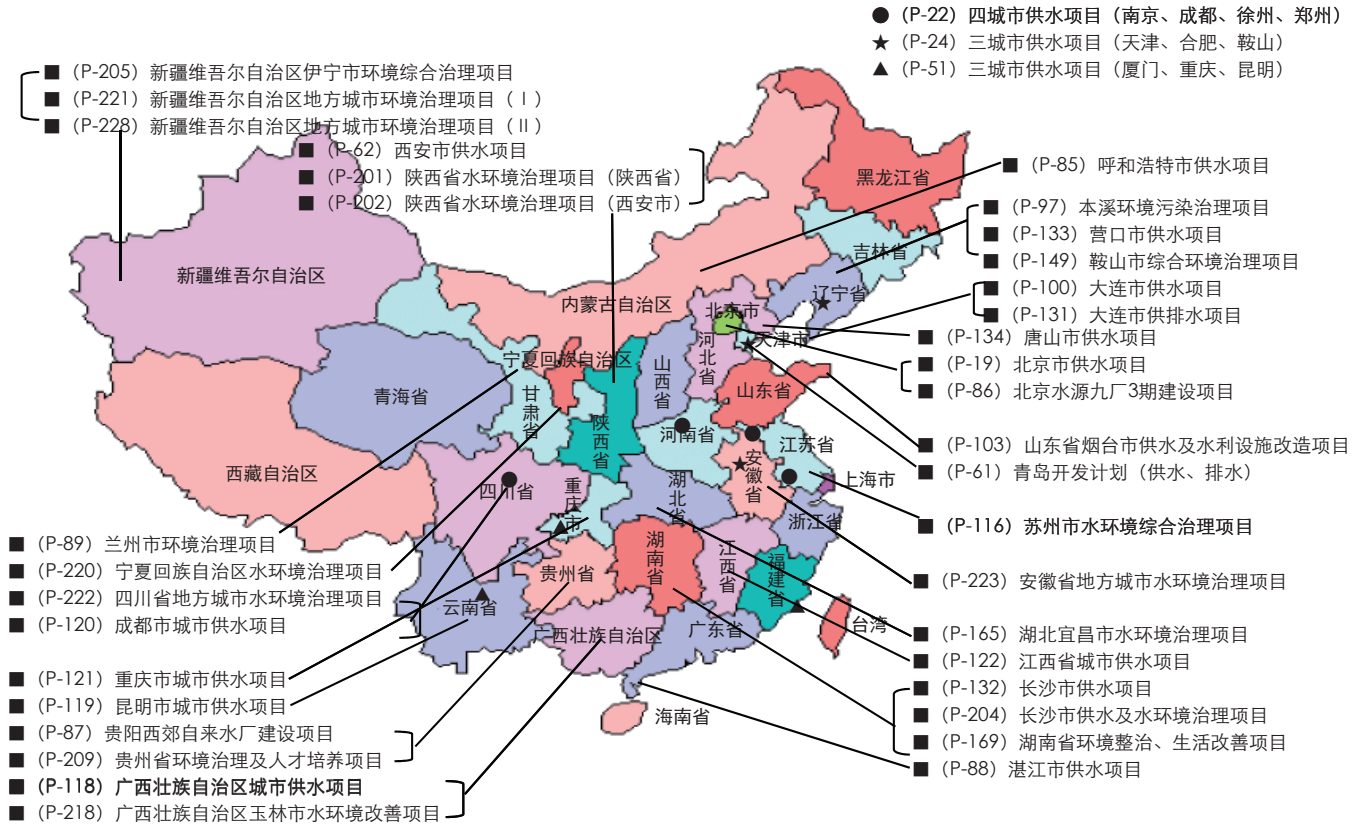 ● (P-22) 四城市供水项目（南京、成都、徐州、郑州）
★ (P-24) 三城市供水项目（天津、合肥、鞍山）
▲ (P-51) 三城市供水项目（厦门、重庆、昆明）
■ (P-205) 新疆维吾尔自治区伊宁市环境综合治理项目
■ (P-221) 新疆维吾尔自治区地方城市环境治理项目（I）
■ (P-228) 新疆维吾尔自治区地方城市环境治理项目（II）
■ (P-62) 西安市供水项目
■ (P-201) 陕西省水环境治理项目（陕西省）
■ (P-202) 陕西省水环境治理项目（西安市）
■ (P-85) 呼和浩特市供水项目
■ (P-97) 本溪环境污染治理项目
■ (P-133) 营口市供水项目
■ (P-149) 鞍山市综合环境治理项目
■ (P-100) 大连市供水项目
■ (P-131) 大连市供排水项目
■ (P-134) 唐山市供水项目
■ (P-19) 北京市供水项目
■ (P-86) 北京水源九厂3期建设项目
■ (P-103) 山东省烟台市供水及水利设施改造项目
■ (P-61) 青岛开发计划（供水、排水）
■ (P-116) 苏州市水环境综合治理项目
■ (P-223) 安徽省地方城市水环境治理项目
■ (P-165) 湖北宜昌市水环境治理项目
■ (P-122) 江西省城市供水项目
■ (P-132) 长沙市供水项目
■ (P-204) 长沙市供水及水环境治理项目
■ (P-169) 湖南省环境整治、生活改善项目
■ (P-88) 湛江市供水项目
■ (P-89) 兰州市环境治理项目
■ (P-220) 宁夏回族自治区水环境治理项目
■ (P-222) 四川省地方城市水环境治理项目
■ (P-120) 成都市城市供水项目
■ (P-121) 重庆市城市供水项目
■ (P-119) 昆明市城市供水项目
■ (P-87) 贵阳西郊自来水厂建设项目
■ (P-209) 贵州省环境治理及人才培养项目
■ (P-118) 广西壮族自治区城市供水项目
■ (P-218) 广西壮族自治区玉林市水环境改善项目
黑龙江省
吉林省
辽宁省
内蒙古自治区
新疆维吾尔自治区
北京市
天津市
河北省
山西省
宁夏回族自治区
山东省
青海省
甘肃省
陕西省
河南省
江苏省
安徽省
上海市
西藏自治区
四川省
重庆市
湖北省
浙江省
湖南省
江西省
福建省
贵州省
云南省
广西壮族自治区
广东省
台湾
海南省